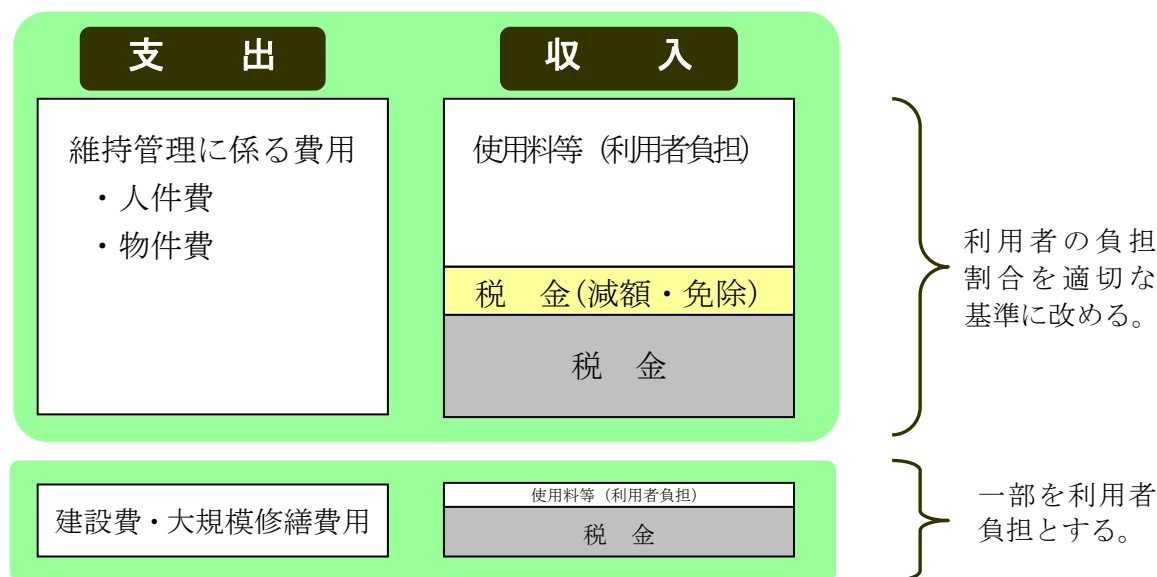 支　出
収　入
維持管理に係る費用
・人件費
・物件費
使用料等（利用者負担）
税　金(減額・免除)
税　金
利用者の負担
割合を適切な
基準に改める。
建設費・大規模修繕費用
使用料等（利用者負担）
税　金
一部を利用者
負担とする。